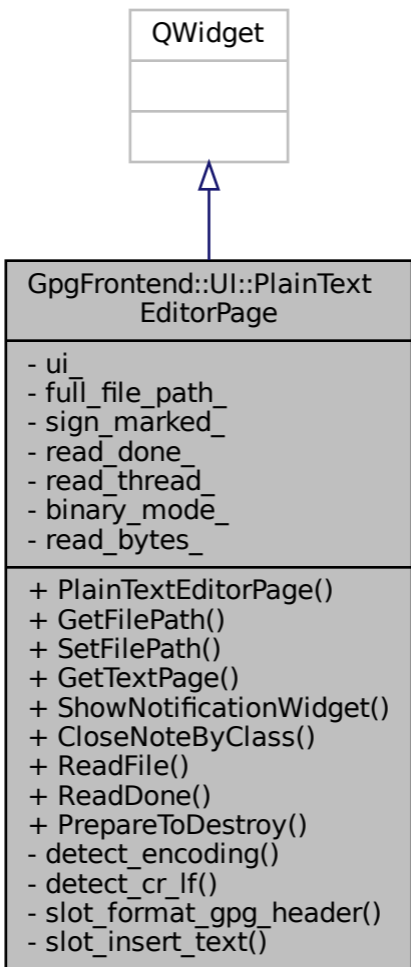 QWidget
GpgFrontend::UI::PlainText
EditorPage
- ui_
- full_file_path_
- sign_marked_
- read_done_
- read_thread_
- binary_mode_
- read_bytes_
+ PlainTextEditorPage()
+ GetFilePath()
+ SetFilePath()
+ GetTextPage()
+ ShowNotificationWidget()
+ CloseNoteByClass()
+ ReadFile()
+ ReadDone()
+ PrepareToDestroy()
- detect_encoding()
- detect_cr_lf()
- slot_format_gpg_header()
- slot_insert_text()